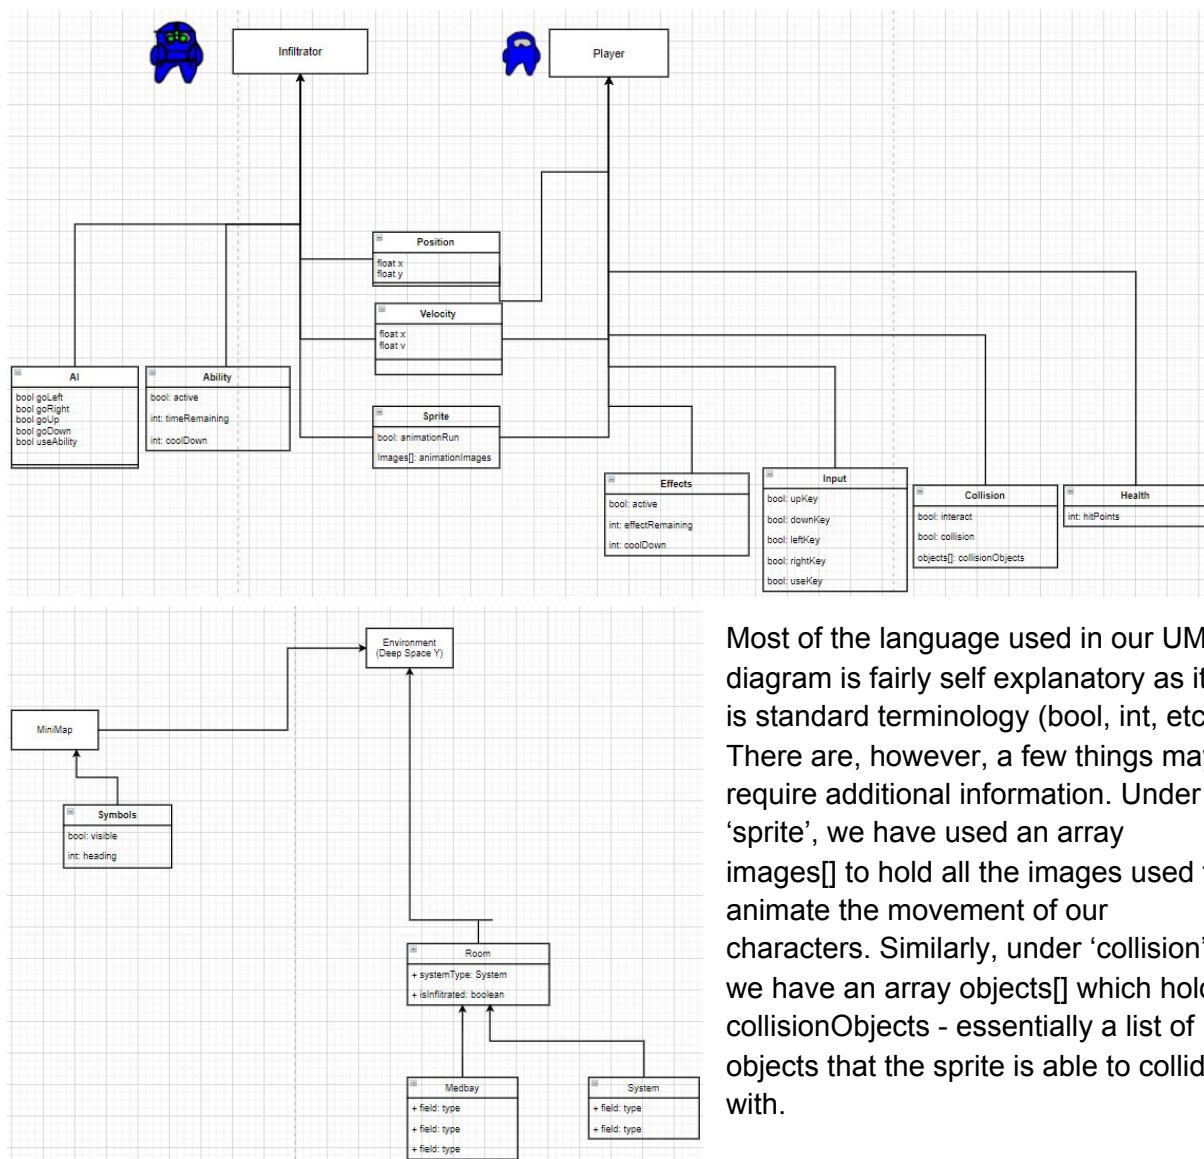 Infiltrator
Player
Position
float x
float y
Velocity
float x
float v
AI
bool goLeft
bool goRight
bool goUp
bool goDown
bool useAbility
Ability
bool: active
int: timeRemaining
int: coolDown
Sprite
bool: animationRun
Images[]: animationImages
Effects
bool: active
int: effectRemaining
int: coolDown
Input
bool: upKey
bool: downKey
bool: leftKey
bool: rightKey
bool: useKey
Collision
bool: interact
bool: collision
objects[]: collisionObjects
Health
int: hitPoints
Environment
(Deep Space Y)
MiniMap
Symbols
bool: visible
int: heading
Room
+ systemType: System
+ isInflitrated: boolean
Medbay
+ field: type
+ field: type
+ field: type
System
+ field: type
+ field: type
Most of the language used in our UM
diagram is fairly self explanatory as it
is standard terminology (bool, int, etc
There are, however, a few things may
require additional information. Under
‘sprite’, we have used an array
images[] to hold all the images used
animate the movement of our
characters. Similarly, under ‘collision’
we have an array objects[] which hold
collisionObjects - essentially a list of
objects that the sprite is able to collid
with.